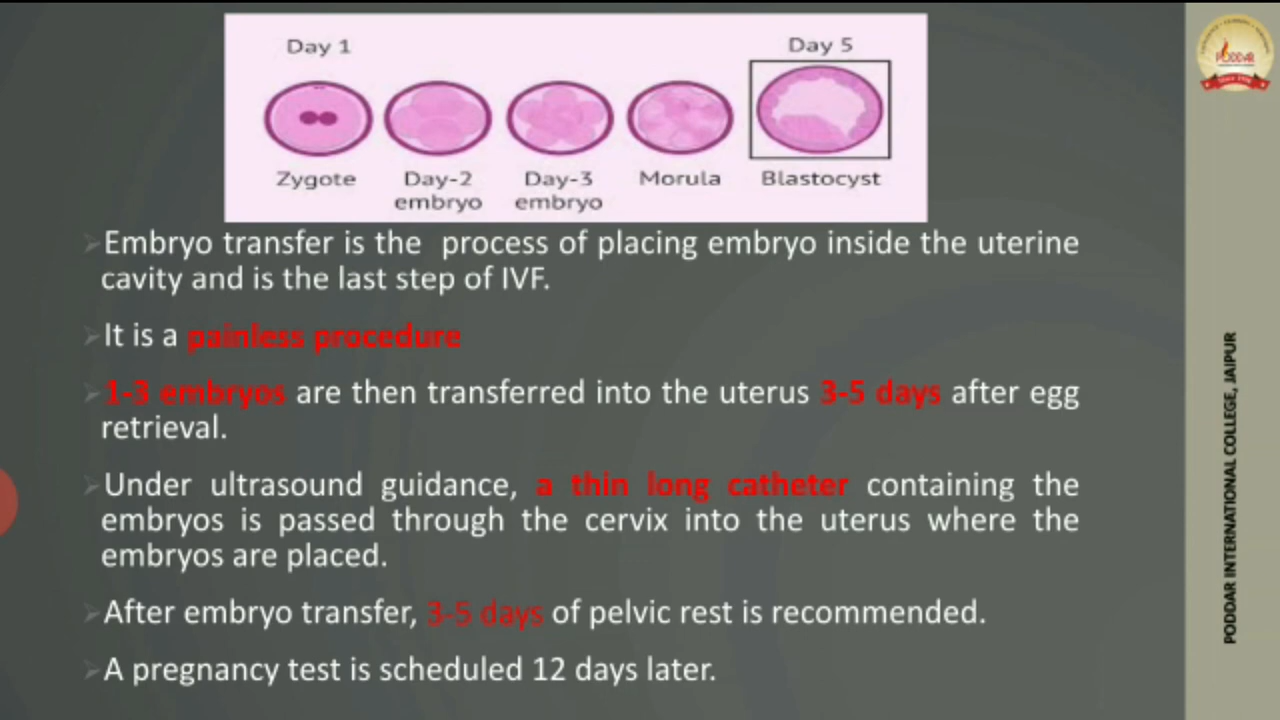 Day 1
Day 5
Zygote
Day-2
embryo
Day-3
embryo
Morula
Blastocyst
Embryo transfer is the process of placing embryo inside the uterine
cavity and is the last step of IVF.
It is a painless procedure
1-3 embryos are then transferred into the uterus 3-5 days after egg
retrieval.
Under ultrasound guidance, a thin long catheter containing the
embryos is passed through the cervix into the uterus where the
embryos are placed.
After embryo transfer, 3-5 days of pelvic rest is recommended.
A pregnancy test is scheduled 12 days later.
PODDAR
PODDAR INTERNATIONAL COLLEGE, JAIPUR